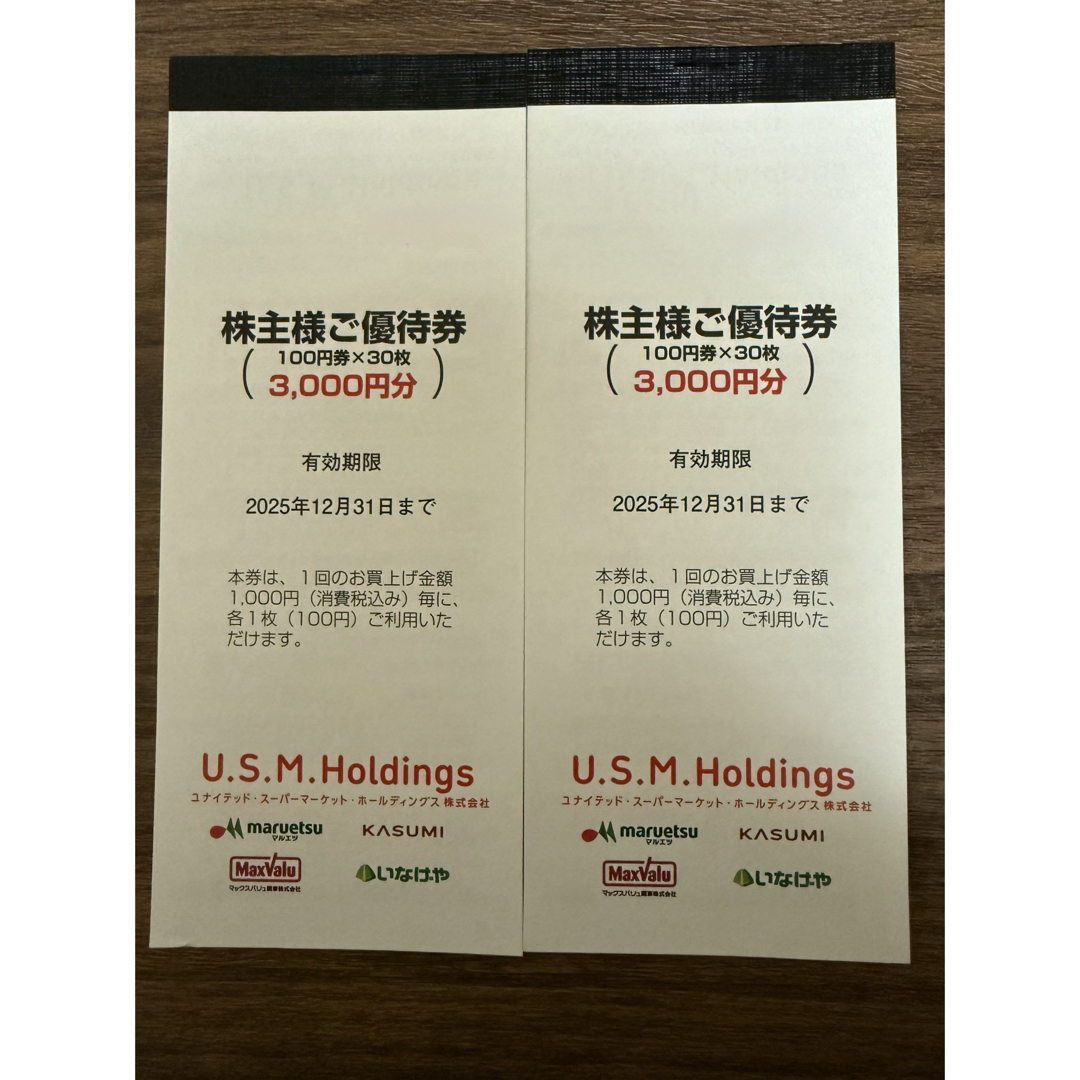 株主様ご優待券
(100円券×30枚
3,000円分)
有効期限
2025年12月31日まで
本券は、1回のお買上げ金額
1,000円(消費税込み)毎に、
各1枚(100円)ご利用いた
だけます。
U.S.M.Holdings
ユナイテッド・スーパーマーケット・ホールディングス 株式会社
maruetsu
マルエツ
KASUMI
MaxValu
マックスバリュ関東株式会社
いなげや
株主様ご優待券
(100円券×30枚
3,000円分)
有効期限
2025年12月31日まで
本券は、1回のお買上げ金額
1,000円(消費税込み)毎に、
各1枚(100円)ご利用いた
だけます。
U.S.M.Holdings
ユナイテッド・スーパーマーケット・ホールディングス 株式会社
maruetsu
マルエツ
KASUMI
MaxValu
マックスバリュ関東株式会社
いなげや